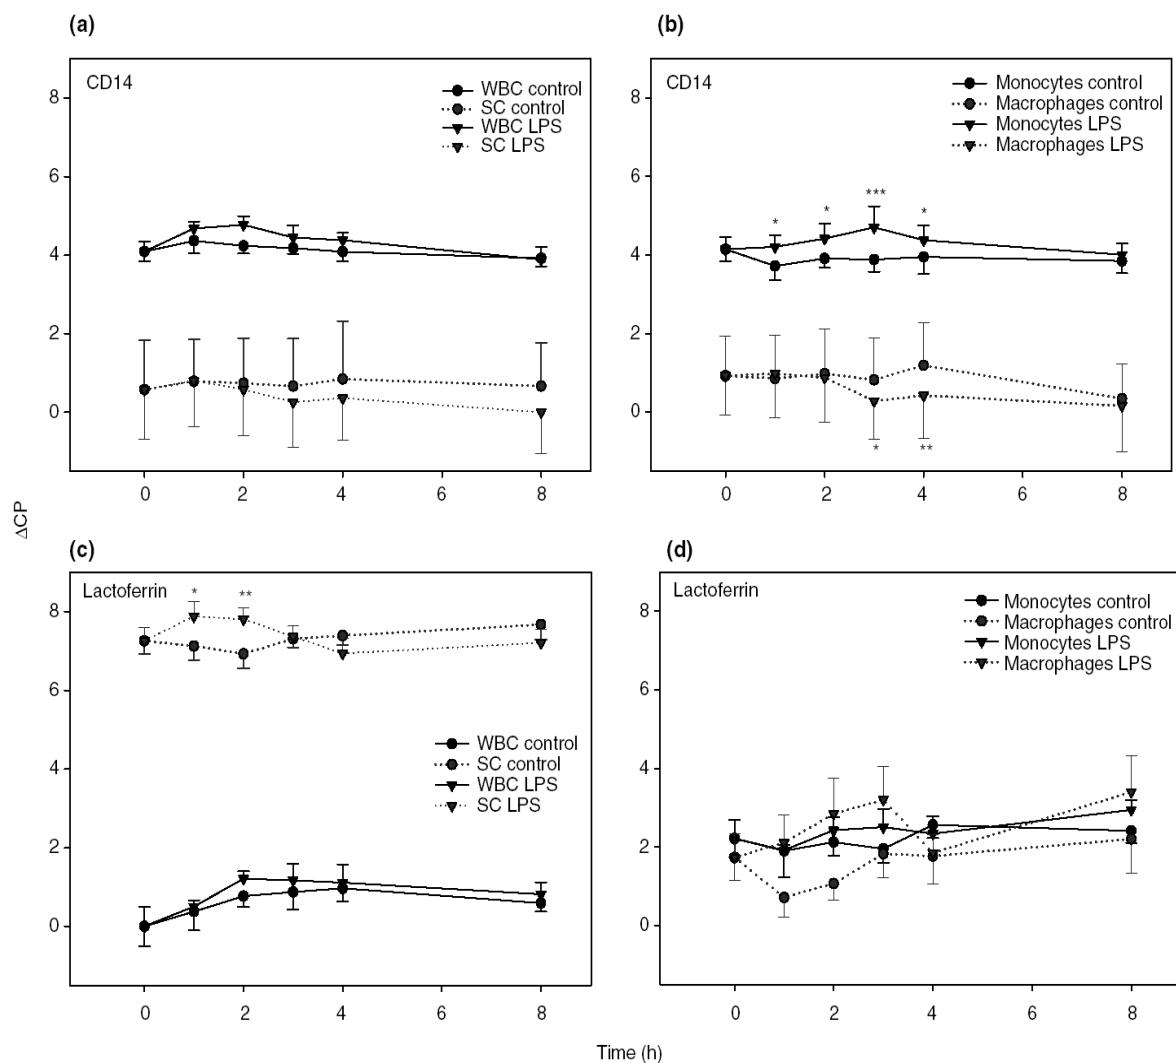 (a)
CD14
WBC control
SC control
WBC LPS
SC LPS
8
6
4
2
0
0 2 4 6 8
(b)
CD14
Monocytes control
Macrophages control
Monocytes LPS
Macrophages LPS
* * *** *
* **
8
6
4
2
0
0 2 4 6 8
ΔCP
(c)
Lactoferrin
* **
WBC control
SC control
WBC LPS
SC LPS
8
6
4
2
0
0 2 4 6 8
(d)
Lactoferrin
Monocytes control
Macrophages control
Monocytes LPS
Macrophages LPS
8
6
4
2
0
0 2 4 6 8
Time (h)